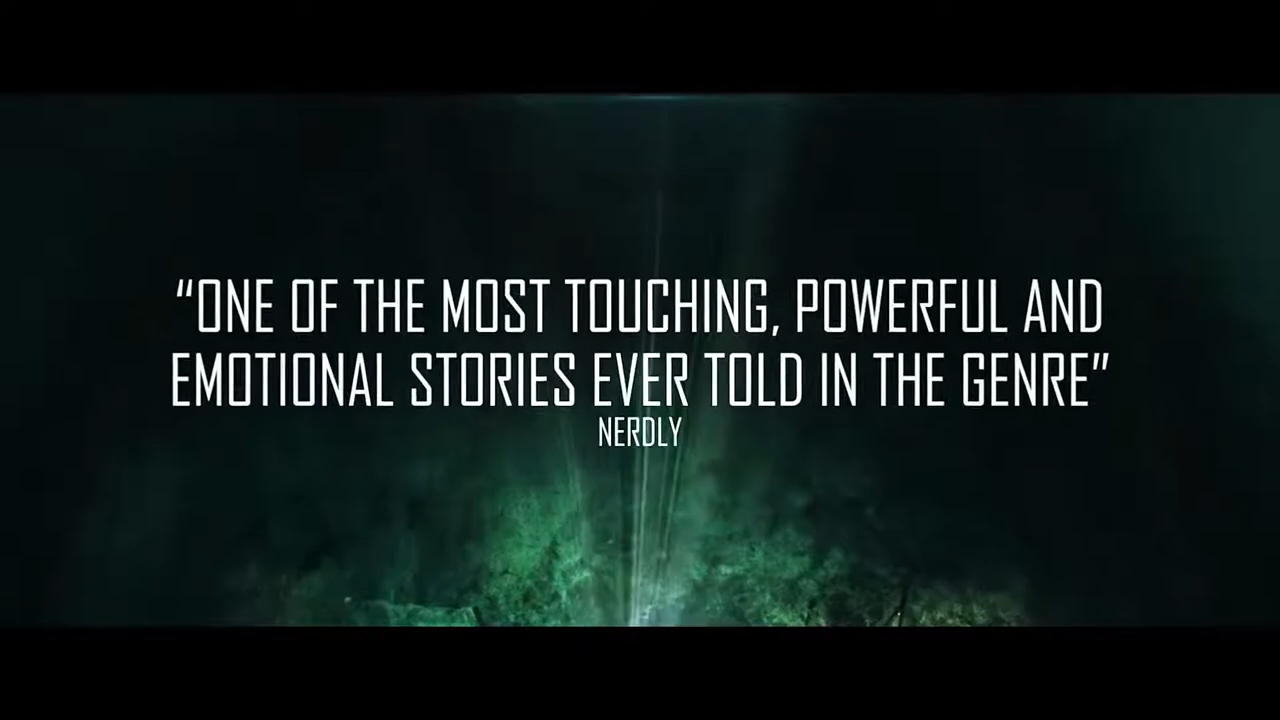 “ONE OF THE MOST TOUCHING, POWERFUL AND
EMOTIONAL STORIES EVER TOLD IN THE GENRE”
NERDLY